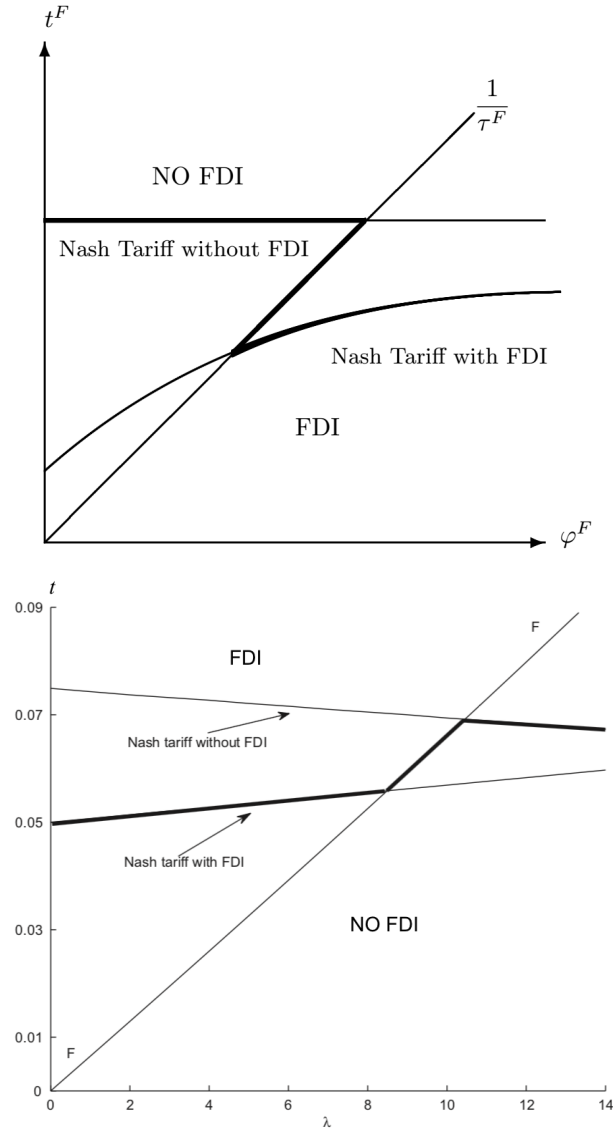 t^F
1
τ^F
NO FDI
Nash Tariff without FDI
Nash Tariff with FDI
FDI
φ^F
t
0.09
F
FDI
0.07
Nash tariff without FDI
0.05
Nash tariff with FDI
0.03
NO FDI
0.01
F
0
0 2 4 6 8 10 12 14
λ